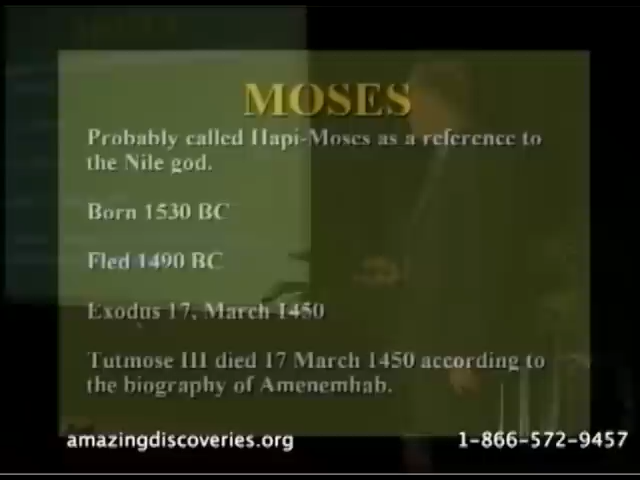 MOSES
Probably called Hapi-Moses as a reference to
the Nile god.
Born 1530 BC
Fled 1490 BC
Exodus 17, March 1450
Tutmose III died 17 March 1450 according to
the biography of Amenemhab.
amazingdiscoveries.org
1-866-572-9457